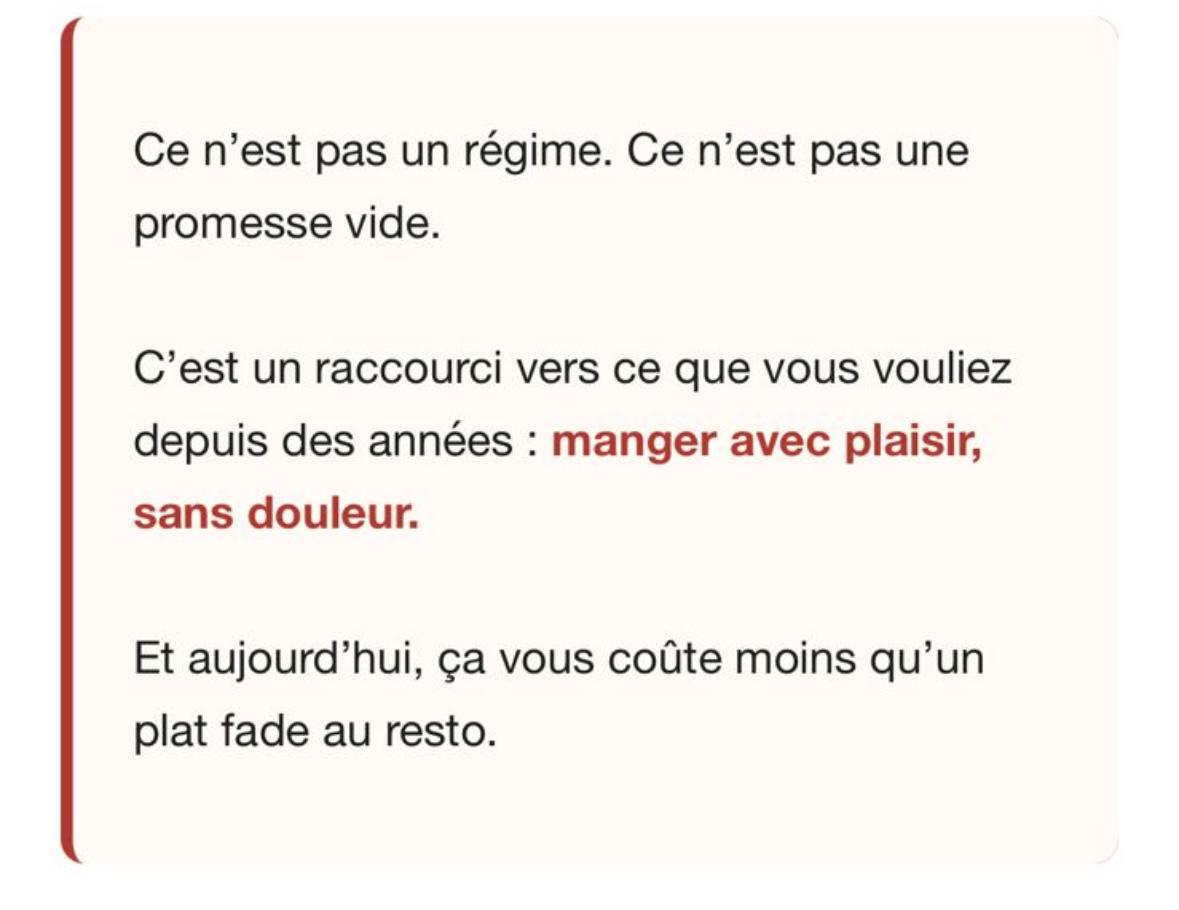 Ce n’est pas un régime. Ce n’est pas une
promesse vide.
C’est un raccourci vers ce que vous vouliez
depuis des années : manger avec plaisir,
sans douleur.
Et aujourd’hui, ça vous coûte moins qu’un
plat fade au resto.